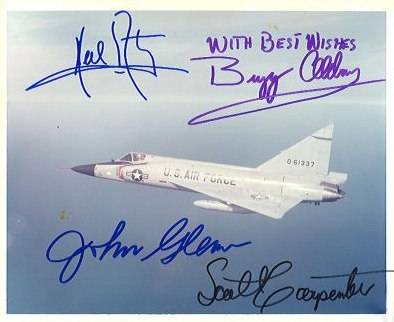 WITH BEST WISHES
Buzz Aldrin
0-61337
U.S. AIR FORCE
John Glenn
Scott Carpenter